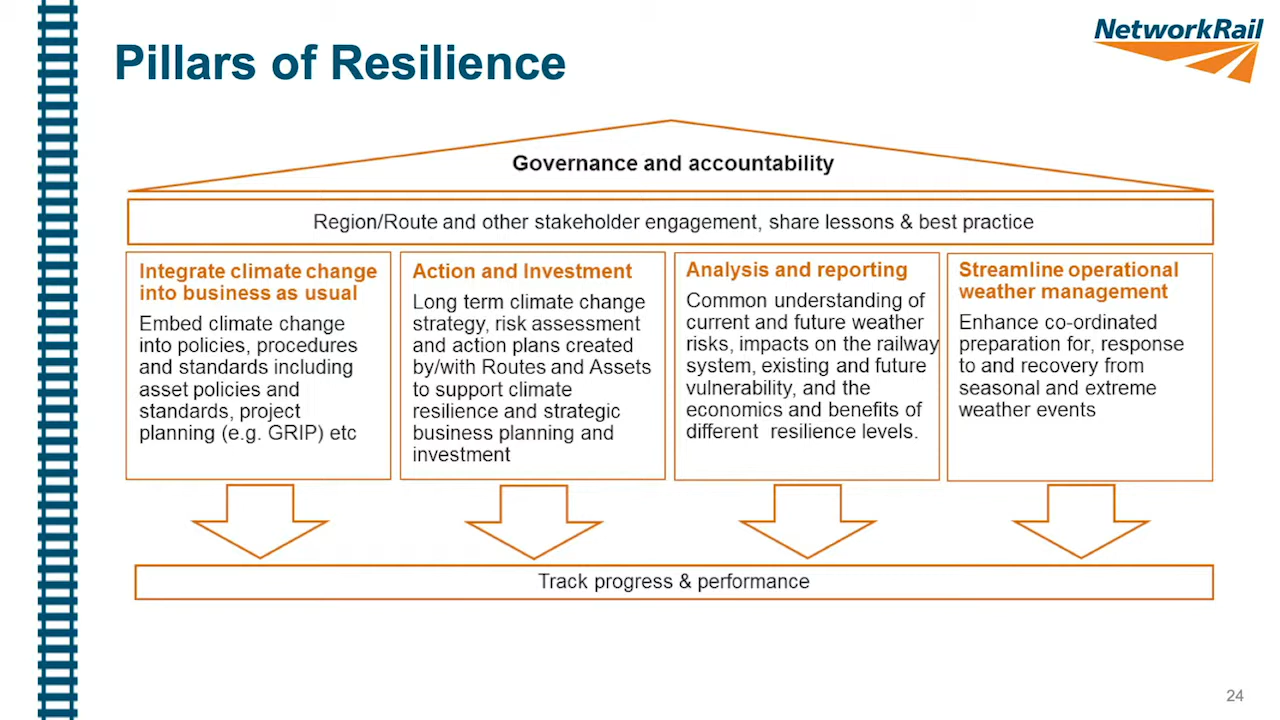 NetworkRail
Pillars of Resilience
Governance and accountability
Region/Route and other stakeholder engagement, share lessons & best practice
Integrate climate change
into business as usual
Embed climate change
into policies, procedures
and standards including
asset policies and
standards, project
planning (e.g. GRIP) etc
Action and Investment
Long term climate change
strategy, risk assessment
and action plans created
by/with Routes and Assets
to support climate
resilience and strategic
business planning and
investment
Analysis and reporting
Common understanding of
current and future weather
risks, impacts on the railway
system, existing and future
vulnerability, and the
economics and benefits of
different  resilience levels.
Streamline operational
weather management
Enhance co-ordinated
preparation for, response
to and recovery from
seasonal and extreme
weather events
Track progress & performance
24